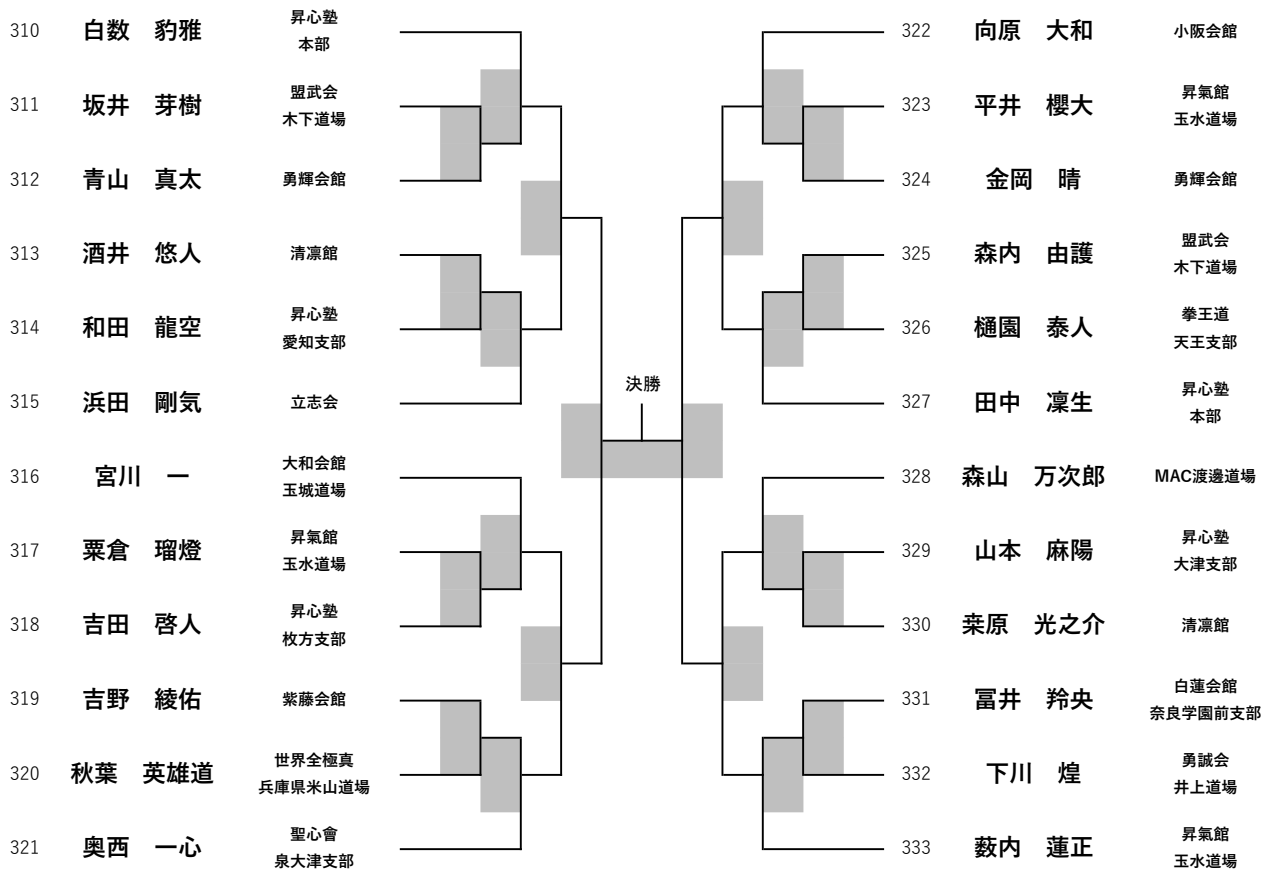 310 白数 豹雅 昇心塾 本部
311 坂井 芽樹 盟武会 木下道場
312 青山 真太 勇輝会館
313 酒井 悠人 清凛館
314 和田 龍空 昇心塾 愛知支部
315 浜田 剛気 立志会
316 宮川 一 大和会館 玉城道場
317 粟倉 瑠燈 昇氣館 玉水道場
318 吉田 啓人 昇心塾 枚方支部
319 吉野 綾佑 紫藤会館
320 秋葉 英雄道 世界全極真 兵庫県米山道場
321 奥西 一心 聖心會 泉大津支部
決勝
322 向原 大和 小阪会館
323 平井 櫻大 昇氣館 玉水道場
324 金岡 晴 勇輝会館
325 森内 由護 盟武会 木下道場
326 樋園 泰人 拳王道 天王支部
327 田中 凜生 昇心塾 本部
328 森山 万次郎 MAC渡邊道場
329 山本 麻陽 昇心塾 大津支部
330 桒原 光之介 清凛館
331 冨井 羚央 白蓮会館 奈良学園前支部
332 下川 煌 勇誠会 井上道場
333 薮内 蓮正 昇氣館 玉水道場